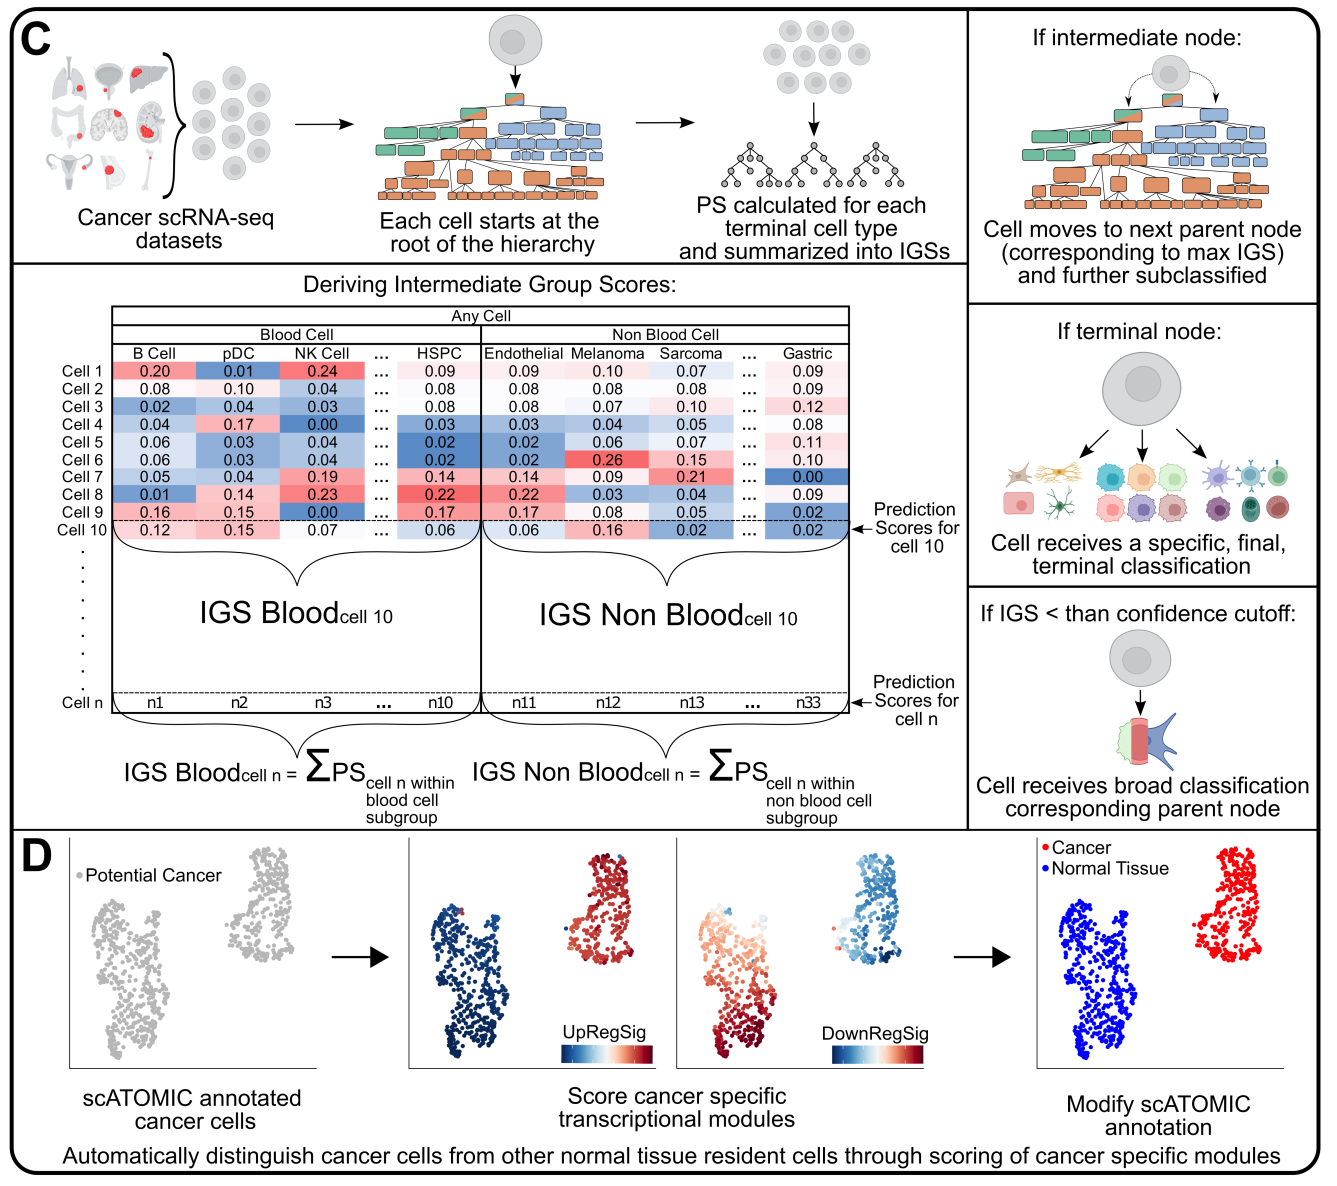 C
Cancer scRNA-seq
datasets
Each cell starts at the
root of the hierarchy
PS calculated for each
terminal cell type
and summarized into IGSs
If intermediate node:
Cell moves to next parent node
(corresponding to max IGS)
and further subclassified
Deriving Intermediate Group Scores:
Any Cell
Blood Cell Non Blood Cell
B Cell pDC NK Cell ... HSPC Endothelial Melanoma Sarcoma ... Gastric
Cell 1 0.20 0.01 0.24 ... 0.09 0.09 0.10 0.07 ... 0.09
Cell 2 0.08 0.10 0.04 ... 0.08 0.08 0.08 0.08 ... 0.09
Cell 3 0.02 0.04 0.03 ... 0.08 0.08 0.07 0.10 ... 0.12
Cell 4 0.04 0.17 0.00 ... 0.03 0.03 0.04 0.05 ... 0.08
Cell 5 0.06 0.03 0.04 ... 0.02 0.02 0.06 0.07 ... 0.11
Cell 6 0.06 0.03 0.04 ... 0.02 0.02 0.26 0.15 ... 0.10
Cell 7 0.05 0.04 0.19 ... 0.14 0.14 0.09 0.21 ... 0.00
Cell 8 0.01 0.14 0.23 ... 0.22 0.22 0.03 0.04 ... 0.09
Cell 9 0.16 0.15 0.00 ... 0.17 0.17 0.08 0.05 ... 0.02
Cell 10 0.12 0.15 0.07 ... 0.06 0.06 0.16 0.02 ... 0.02
Prediction
Scores for
cell 10
IGS Blood cell 10 IGS Non Blood cell 10
Cell n n1 n2 n3 ... n10 n11 n12 n13 ... n33
Prediction
Scores for
cell n
IGS Blood cell n = ΣPS cell n within
blood cell
subgroup
IGS Non Blood cell n = ΣPS cell n within
non blood cell
subgroup
If terminal node:
Cell receives a specific, final,
terminal classification
If IGS < than confidence cutoff:
Cell receives broad classification
corresponding parent node
D
Potential Cancer
UpRegSig
DownRegSig
Cancer
Normal Tissue
scATOMIC annotated
cancer cells
Score cancer specific
transcriptional modules
Modify scATOMIC
annotation
Automatically distinguish cancer cells from other normal tissue resident cells through scoring of cancer specific modules